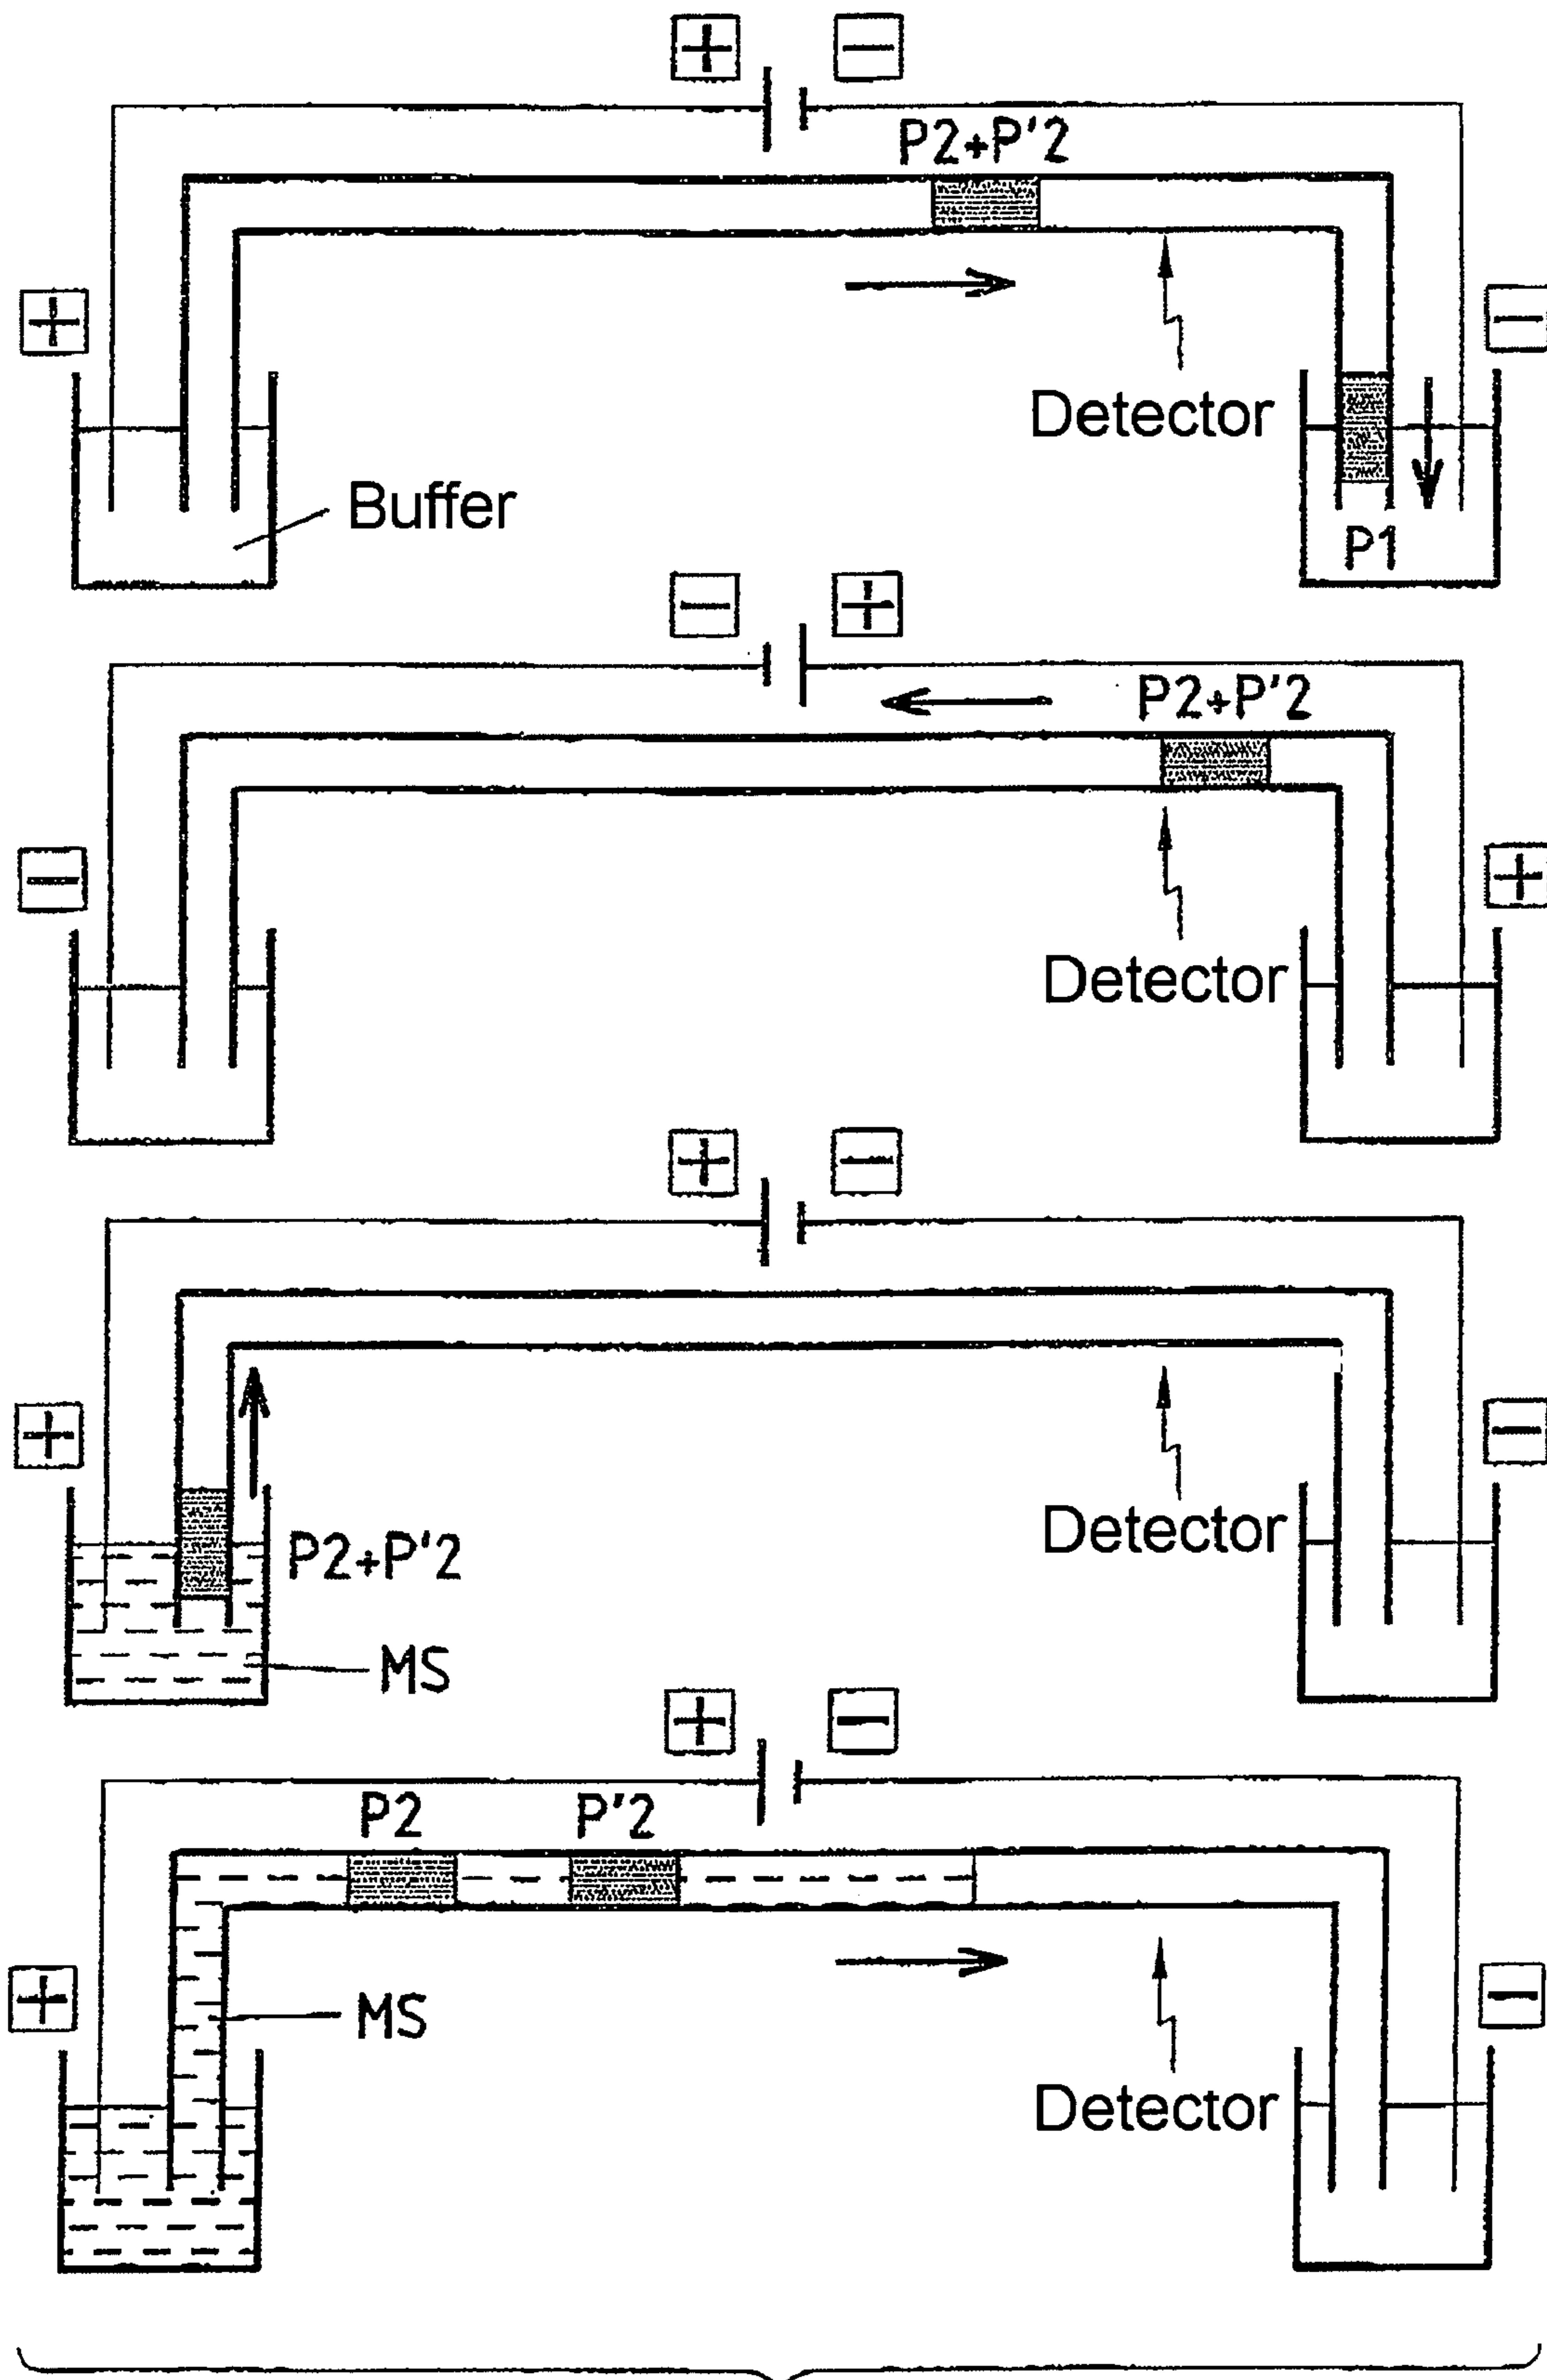 + −
P2+P'2
+ −
Detector
Buffer
P1
− +
P2+P'2
− +
Detector
+ −
+ −
Detector
P2+P'2
MS
+ −
P2 P'2
+ −
MS
Detector